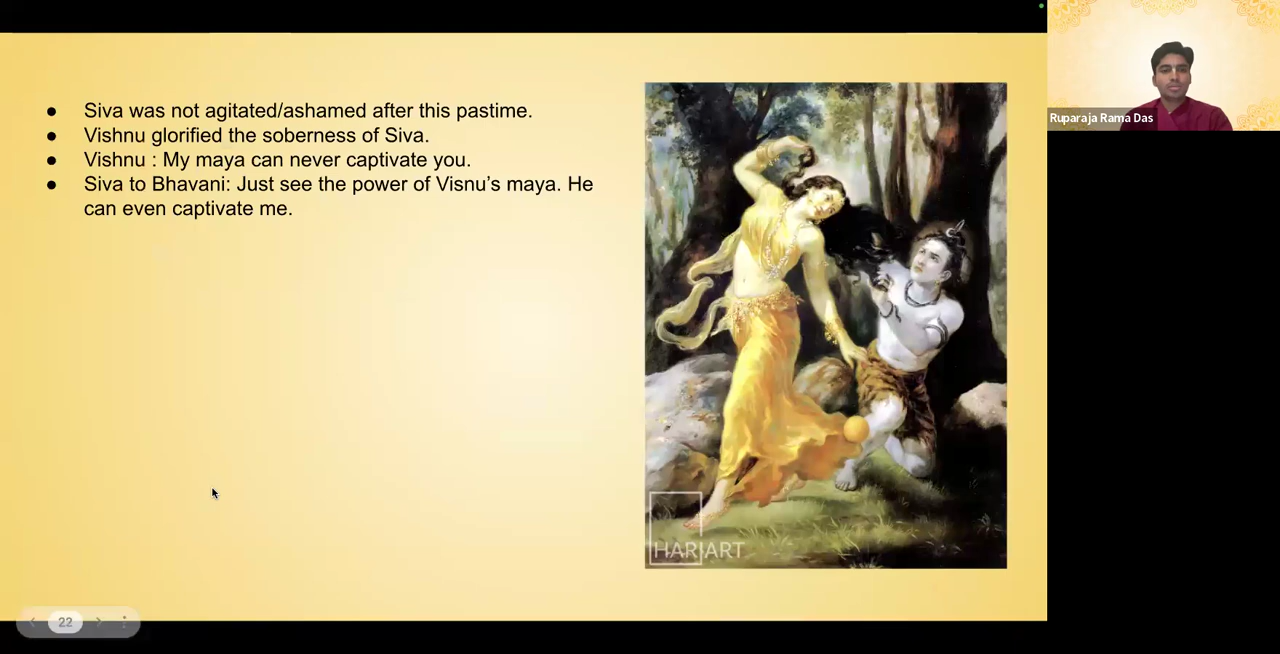 ● Siva was not agitated/ashamed after this pastime.
● Vishnu glorified the soberness of Siva.
● Vishnu : My maya can never captivate you.
● Siva to Bhavani: Just see the power of Visnu’s maya. He
can even captivate me.
Ruparaja Rama Das
HARIART
22